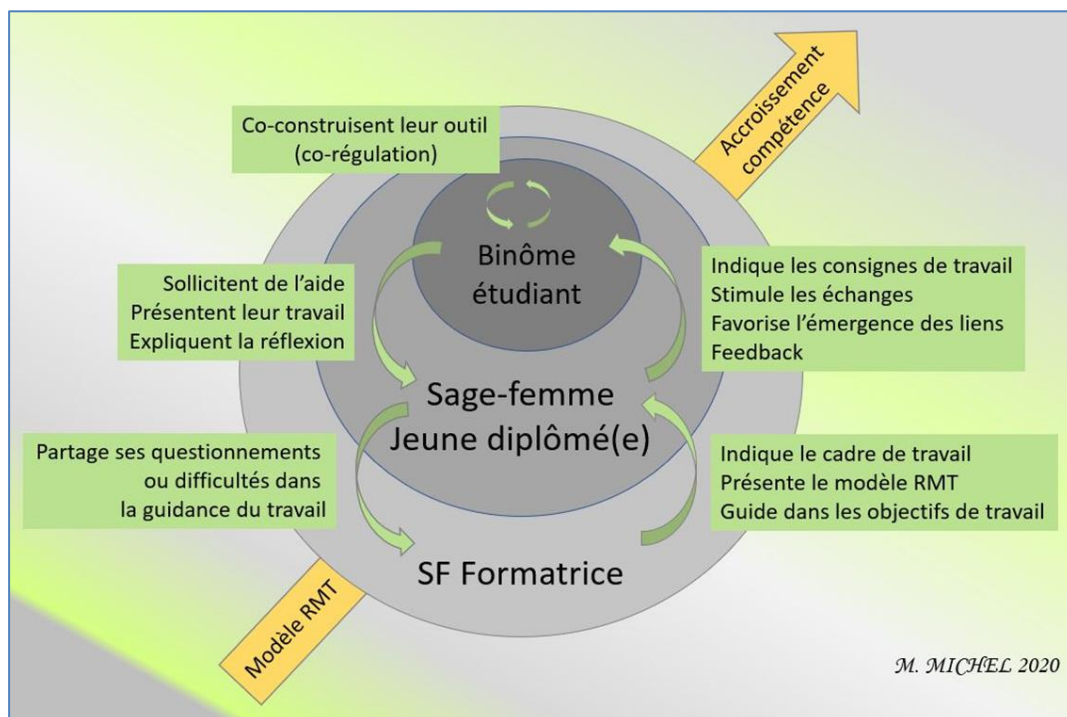 Accroissement
compétence
Co-construisent leur outil
(co-régulation)
Binôme
étudiant
Sollicitent de l'aide
Présentent leur travail
Expliquent la réflexion
Indique les consignes de travail
Stimule les échanges
Favorise l'émergence des liens
Feedback
Sage-femme
Jeune diplômé(e)
Partage ses questionnements
ou difficultés dans
la guidance du travail
Indique le cadre de travail
Présente le modèle RMT
Guide dans les objectifs de travail
SF Formatrice
Modèle RMT
M. MICHEL 2020